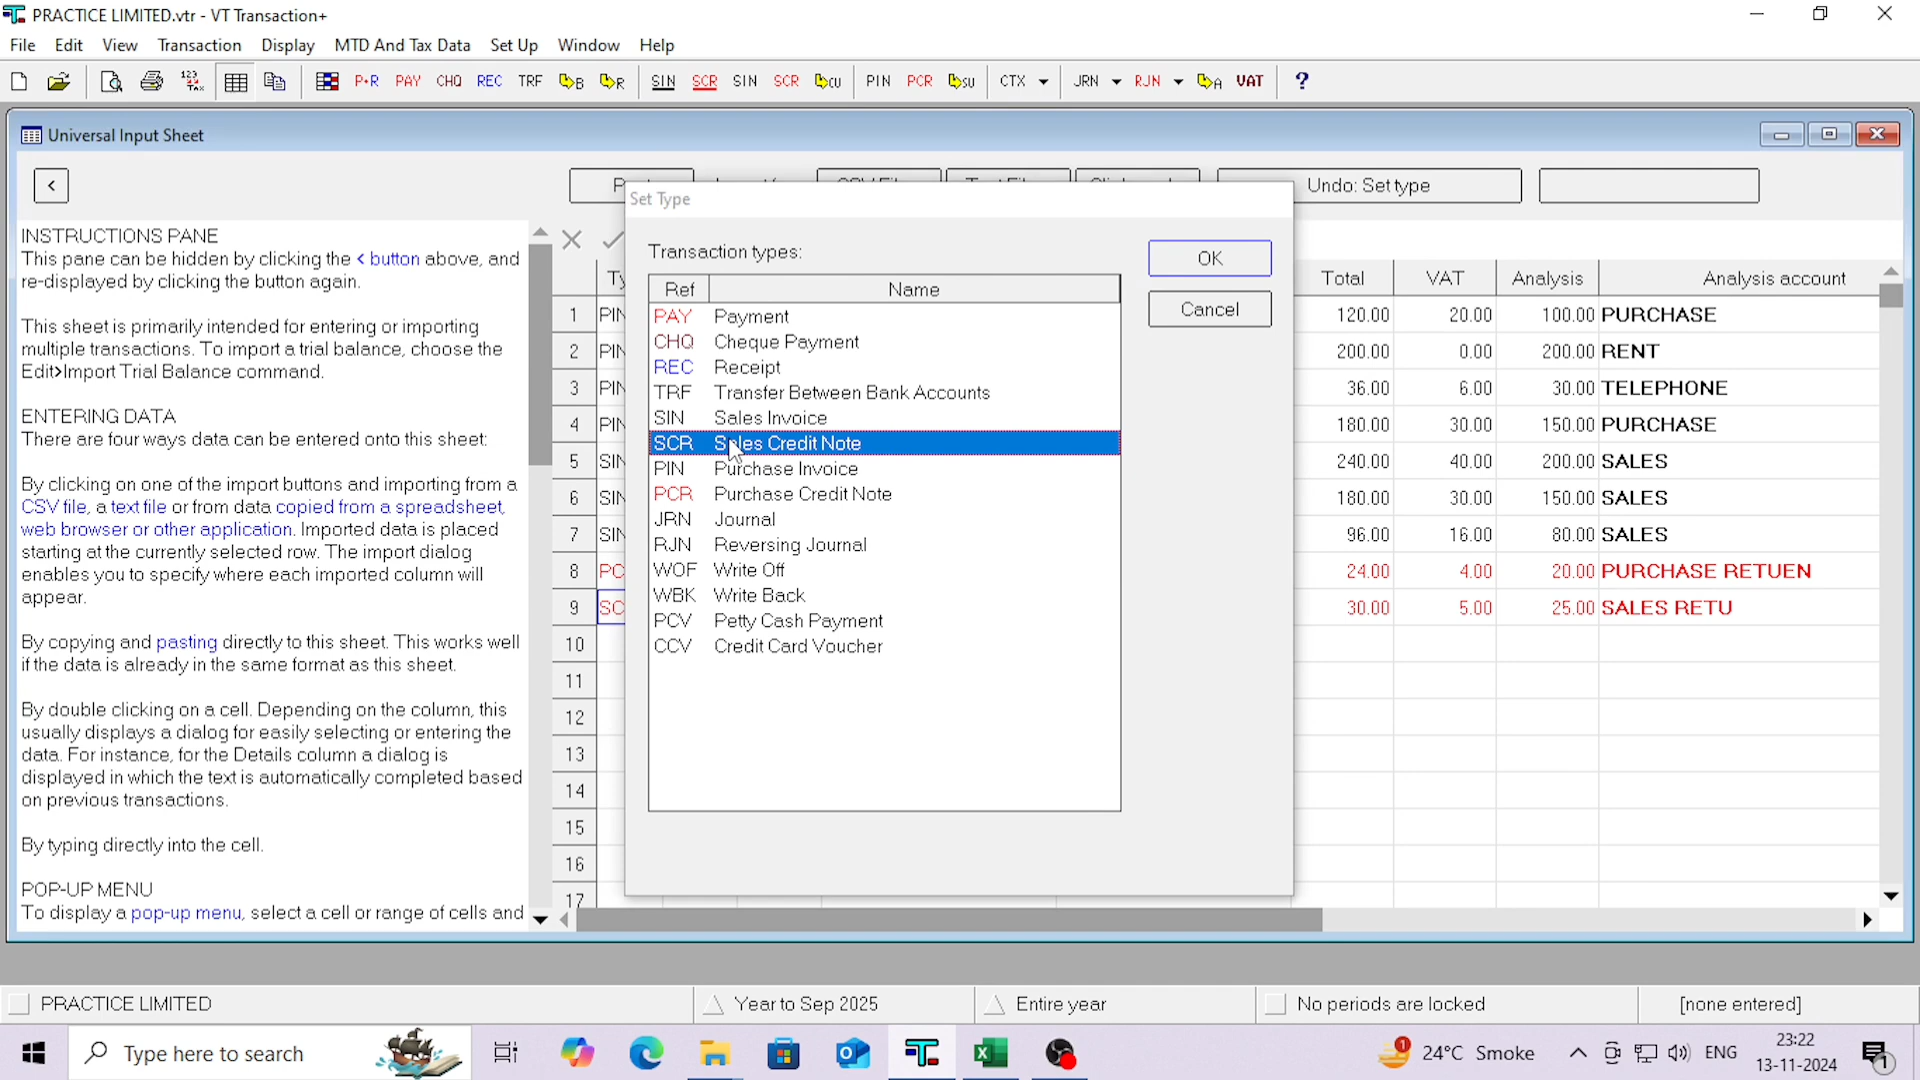 PRACTICE LIMITED.vtr - VT Transaction+
File Edit View Transaction Display MTD And Tax Data Set Up Window Help
123 TAX P+R PAY CHQ REC TRF B R SIN SCR SIN SCR CU PIN PCR SU CTX JRN RJN A VAT ?
Universal Input Sheet
<
Undo: Set type
INSTRUCTIONS PANE
This pane can be hidden by clicking the < button above, and
re-displayed by clicking the button again.
This sheet is primarily intended for entering or importing
multiple transactions. To import a trial balance, choose the
Edit>Import Trial Balance command.
ENTERING DATA
There are four ways data can be entered onto this sheet:
By clicking on one of the import buttons and importing from a
CSV file, a text file or from data copied from a spreadsheet,
web browser or other application. Imported data is placed
starting at the currently selected row. The import dialog
enables you to specify where each imported column will
appear.
By copying and pasting directly to this sheet. This works well
if the data is already in the same format as this sheet.
By double clicking on a cell. Depending on the column, this
usually displays a dialog for easily selecting or entering the
data. For instance, for the Details column a dialog is
displayed in which the text is automatically completed based
on previous transactions.
By typing directly into the cell.
POP-UP MENU
To display a pop-up menu, select a cell or range of cells and
Set Type
Transaction types:
OK
Cancel
Ref Name
PAY Payment
CHQ Cheque Payment
REC Receipt
TRF Transfer Between Bank Accounts
SIN Sales Invoice
SCR Sales Credit Note
PIN Purchase Invoice
PCR Purchase Credit Note
JRN Journal
RJN Reversing Journal
WOF Write Off
WBK Write Back
PCV Petty Cash Payment
CCV Credit Card Voucher
Ty Total VAT Analysis Analysis account
1 PIN 120.00 20.00 100.00 PURCHASE
2 PIN 200.00 0.00 200.00 RENT
3 PIN 36.00 6.00 30.00 TELEPHONE
4 PIN 180.00 30.00 150.00 PURCHASE
5 SIN 240.00 40.00 200.00 SALES
6 SIN 180.00 30.00 150.00 SALES
7 SIN 96.00 16.00 80.00 SALES
8 PC 24.00 4.00 20.00 PURCHASE RETUEN
9 SC 30.00 5.00 25.00 SALES RETU
10
11
12
13
14
15
16
17
PRACTICE LIMITED Year to Sep 2025 Entire year No periods are locked [none entered]
Type here to search 1 24°C Smoke ENG 23:22
13-11-2024 1